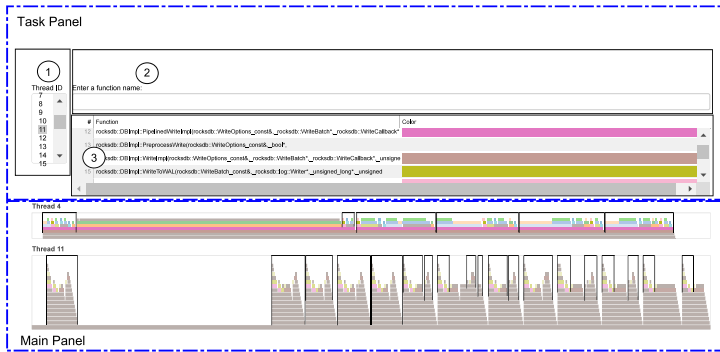 Task Panel
1
2
Thread ID
Enter a function name:
7
8
9
10
11
12
13
14
15
# Function Color
12 rocksdb::DBImpl::PipelinedWriteImpl(rocksdb::WriteOptions_const&,_rocksdb::WriteBatch*,_rocksdb::WriteCallback*
13 rocksdb::DBImpl::PreprocessWrite(rocksdb::WriteOptions_const&,_bool*,
3
rocksdb::DBImpl::WriteImpl(rocksdb::WriteOptions_const&,_rocksdb::WriteBatch*,_rocksdb::WriteCallback*,_unsigne
15 rocksdb::DBImpl::WriteToWAL(rocksdb::WriteBatch_const&,_rocksdb::log::Writer*,_unsigned_long*,_unsigned
Thread 4
Thread 11
Main Panel